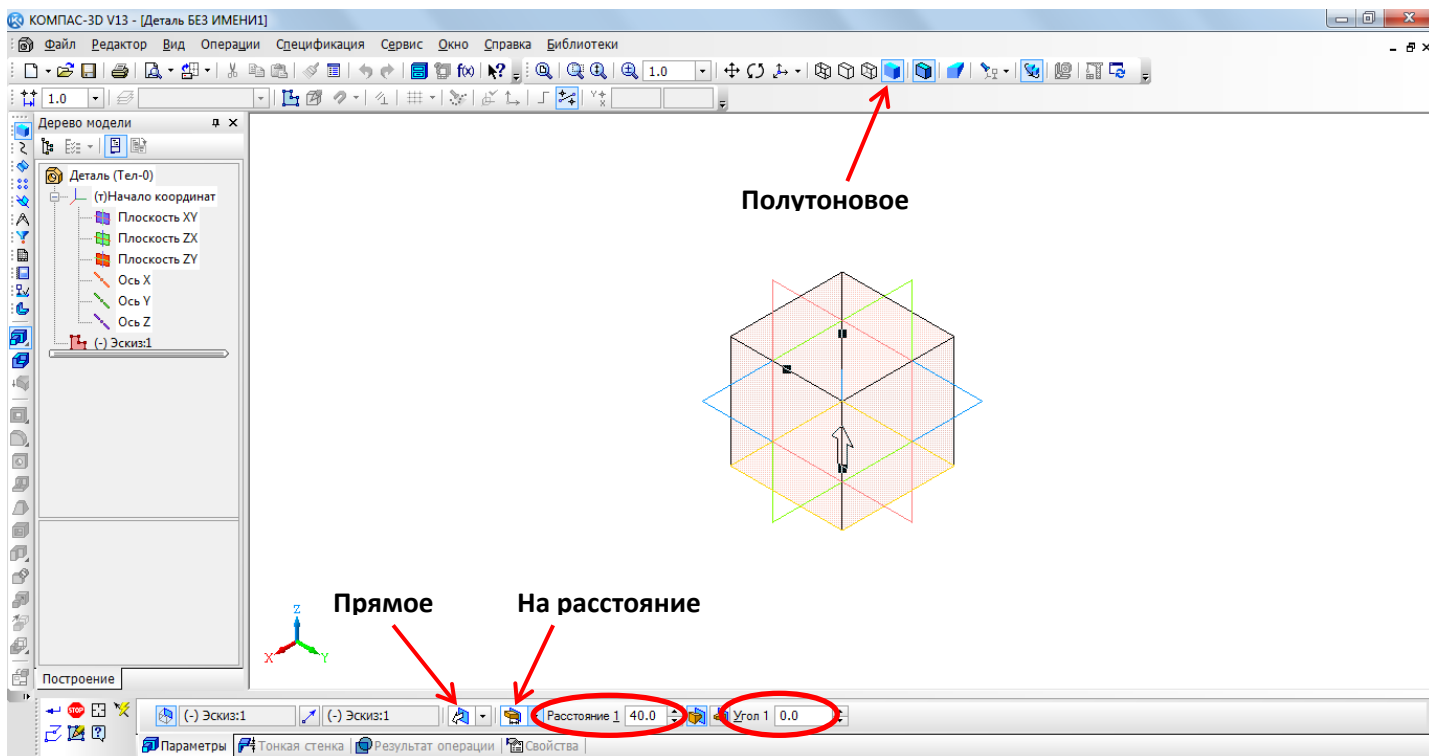 КОМПАС-3D V13 - [Деталь БЕЗ ИМЕНИ1]
Файл Редактор Вид Операции Спецификация Сервис Окно Справка Библиотеки
f(x) 1.0
1.0
Дерево модели
Деталь (Тел-0)
(т)Начало координат
Плоскость XY
Плоскость ZX
Плоскость ZY
Ось X
Ось Y
Ось Z
(-) Эскиз:1
Полутоновое
Прямое На расстояние
Z
X Y
Построение
STOP (-) Эскиз:1 (-) Эскиз:1 Расстояние 1 40.0 Угол 1 0.0
Параметры Тонкая стенка Результат операции Свойства